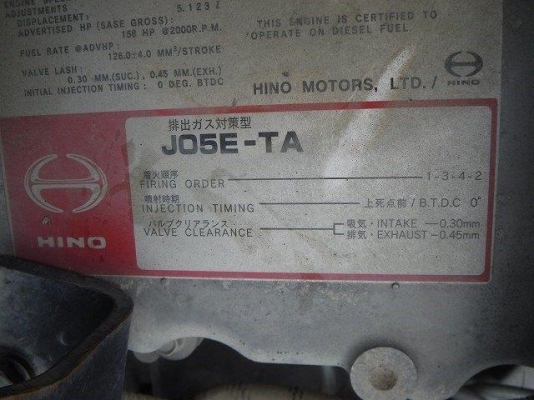 ADJUSTMENTS
DISPLACEMENT: 5.123 L
ADVERTISED HP (SASE GROSS): 158 HP @2000R.P.M.
FUEL RATE @ADVHP: 126.0±4.0 MM³/STROKE
VALVE LASH: 0.30 MM.(SUC.), 0.45 MM.(EXH.)
INITIAL INJECTION TIMING : 0 DEG. BTDC
THIS ENGINE IS CERTIFIED TO
OPERATE ON DIESEL FUEL.
HINO MOTORS, LTD. / HINO
排出ガス対策型
J05E-TA
着火順序
FIRING ORDER 1-3-4-2
噴射時期
INJECTION TIMING 上死点前 / B.T.D.C 0°
バルブクリアランス
VALVE CLEARANCE
吸気・INTAKE 0.30mm
排気・EXHAUST 0.45mm
HINO